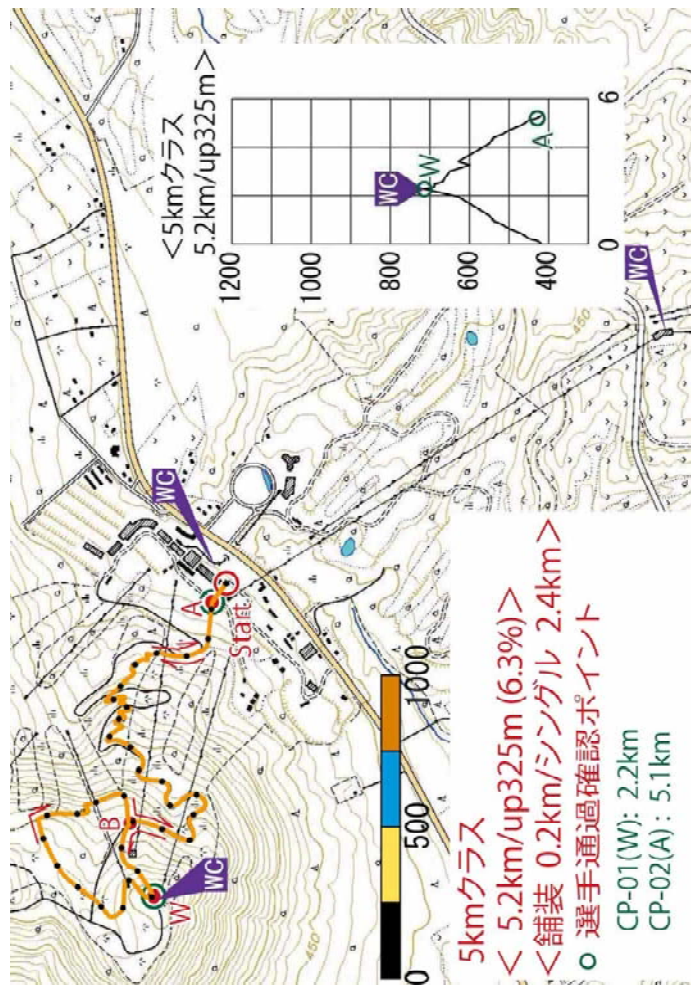 <5kmクラス
5.2km/up325m>
1200
1000
800
600
400
0
6
WC
W
A
WC
WC
A
Start
B
W
WC
450
450
0
500
1000
5kmクラス
< 5.2km/up325m (6.3%)>
<舗装 0.2km/シングル 2.4km>
○ 選手通過確認ポイント
CP-01(W): 2.2km
CP-02(A): 5.1km